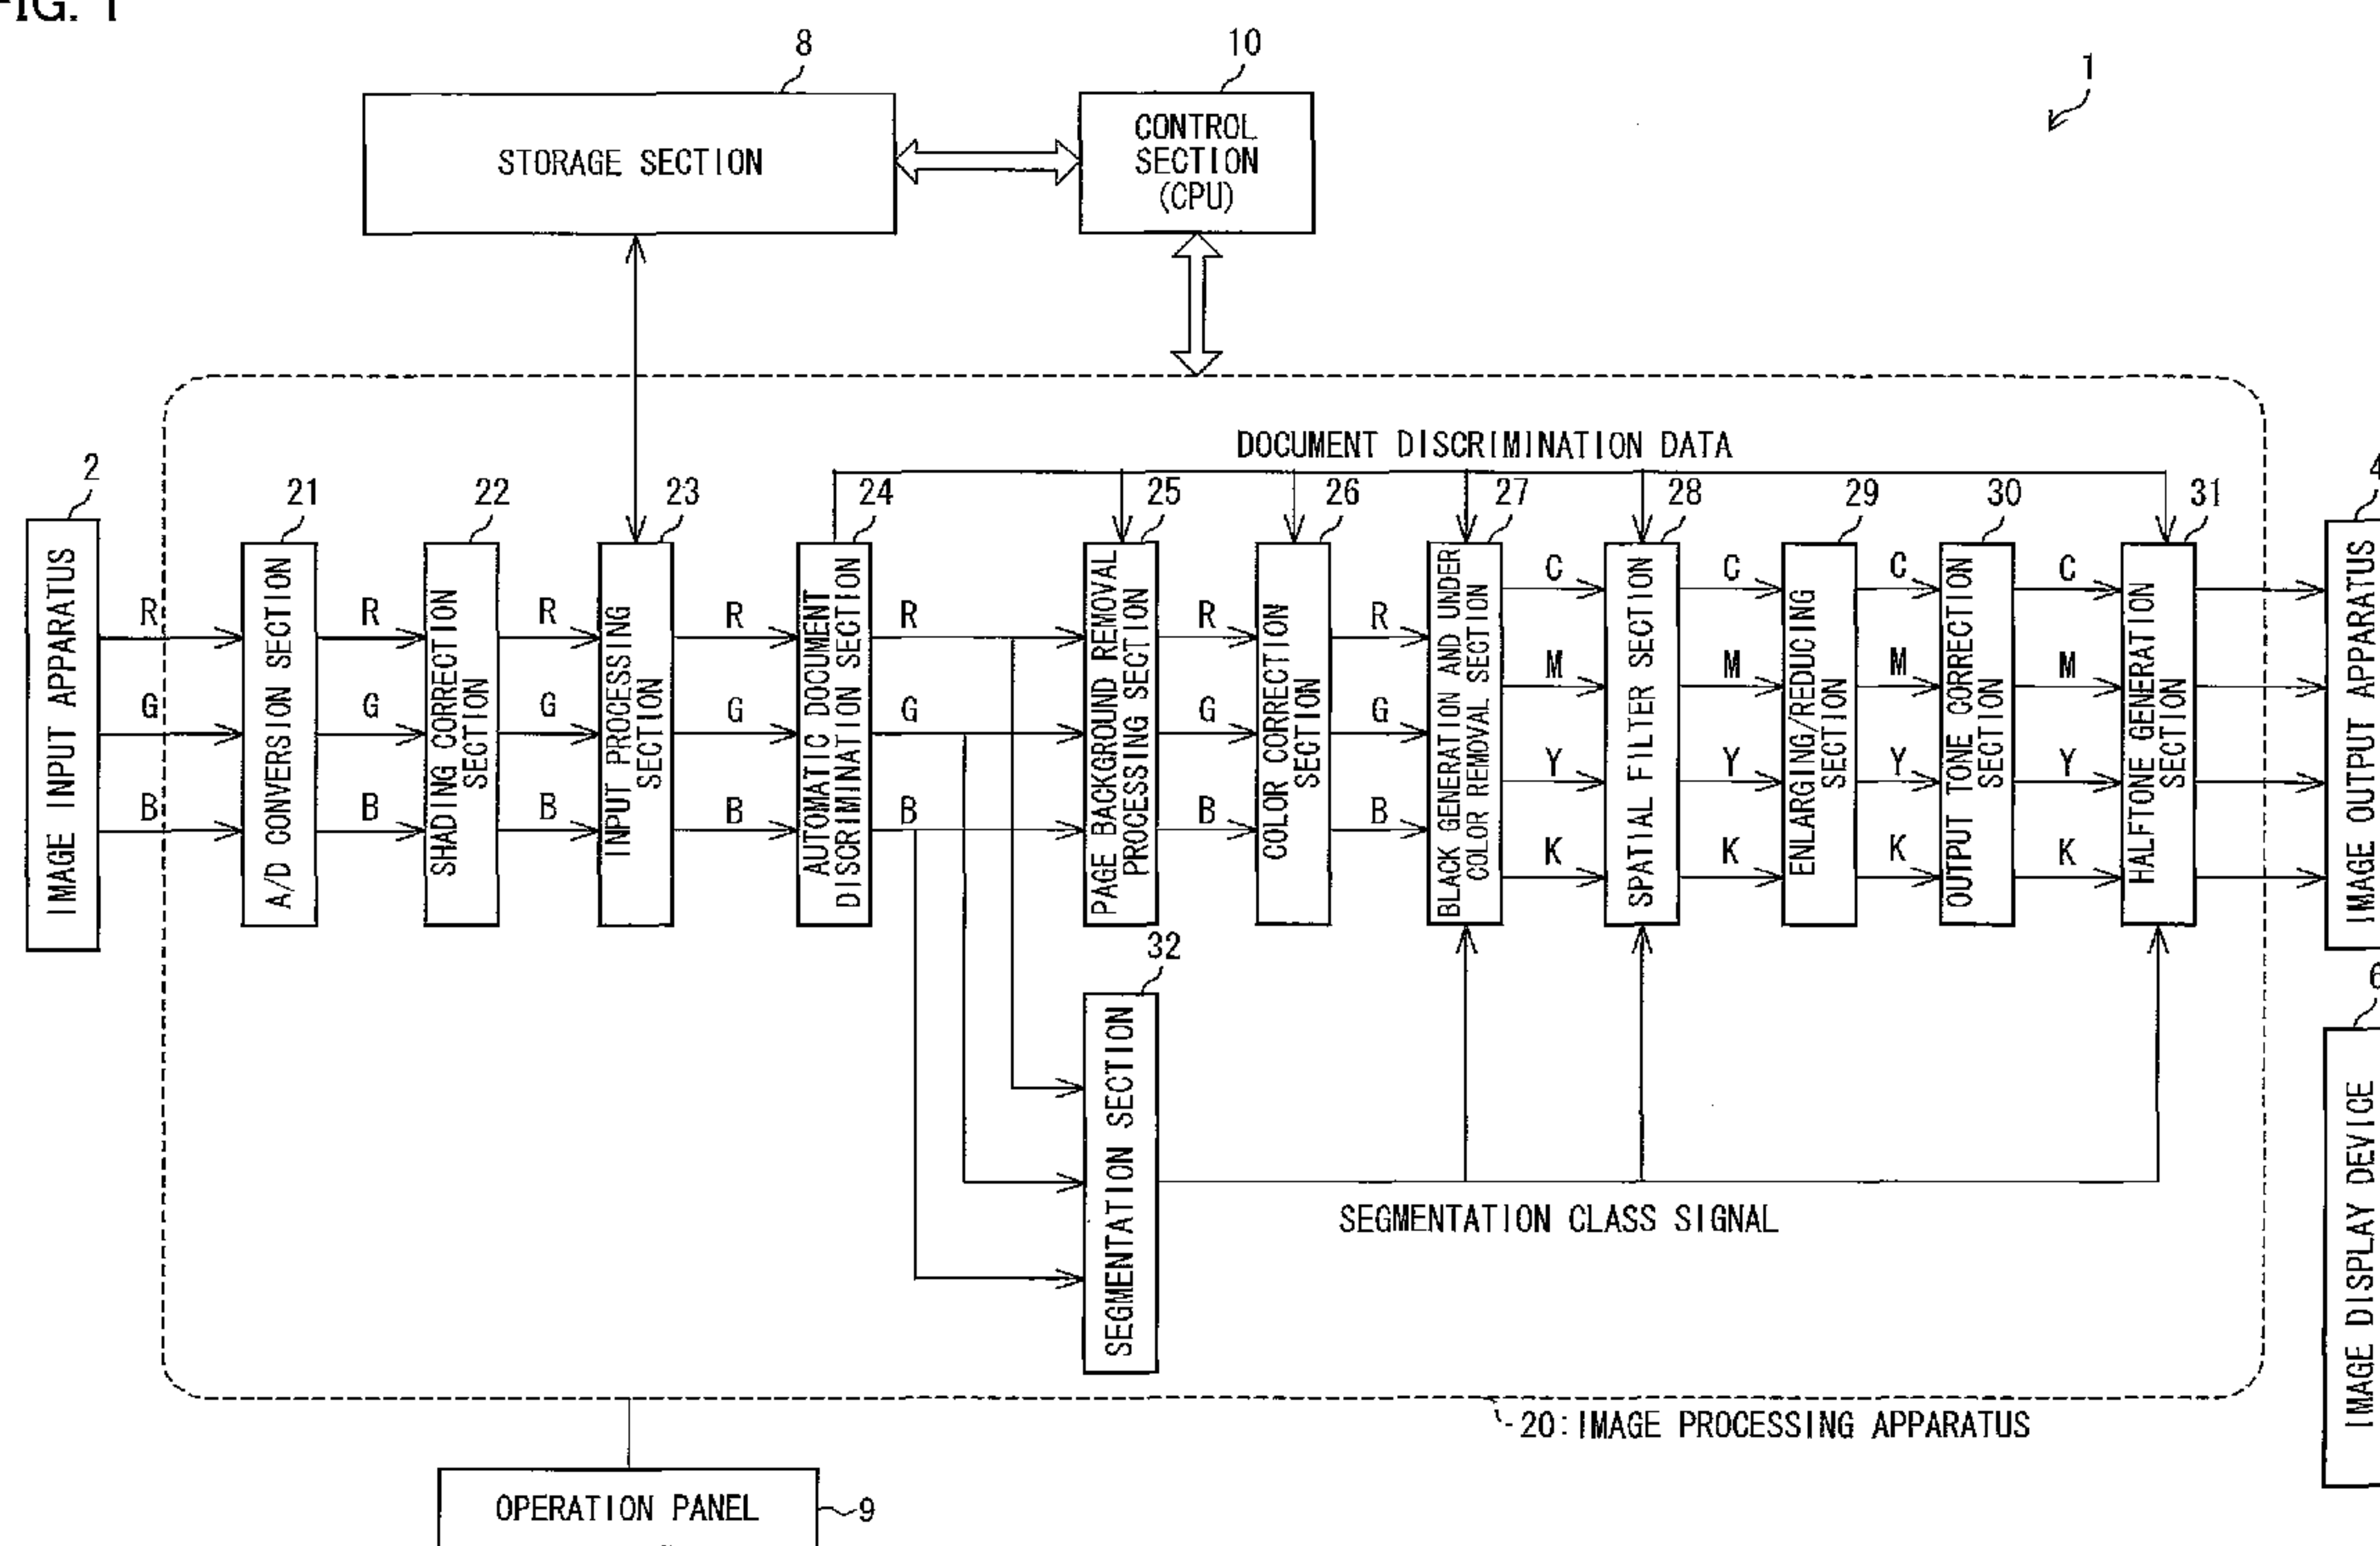 FIG. 1
8
10
1
STORAGE SECTION
CONTROL
SECTION
(CPU)
DOCUMENT DISCRIMINATION DATA
2
21
22
23
24
25
26
27
28
29
30
31
4
IMAGE INPUT APPARATUS
R
G
B
A/D CONVERSION SECTION
R
G
B
SHADING CORRECTION
SECTION
R
G
B
INPUT PROCESSING
SECTION
R
G
B
AUTOMATIC DOCUMENT
DISCRIMINATION SECTION
R
G
B
PAGE BACKGROUND REMOVAL
PROCESSING SECTION
R
G
B
COLOR CORRECTION
SECTION
R
G
B
BLACK GENERATION AND UNDER
COLOR REMOVAL SECTION
C
M
Y
K
SPATIAL FILTER SECTION
C
M
Y
K
ENLARGING/REDUCING
SECTION
C
M
Y
K
OUTPUT TONE CORRECTION
SECTION
C
M
Y
K
HALFTONE GENERATION
SECTION
IMAGE OUTPUT APPARATUS
32
SEGMENTATION SECTION
SEGMENTATION CLASS SIGNAL
6
IMAGE DISPLAY DEVICE
20:IMAGE PROCESSING APPARATUS
OPERATION PANEL
9